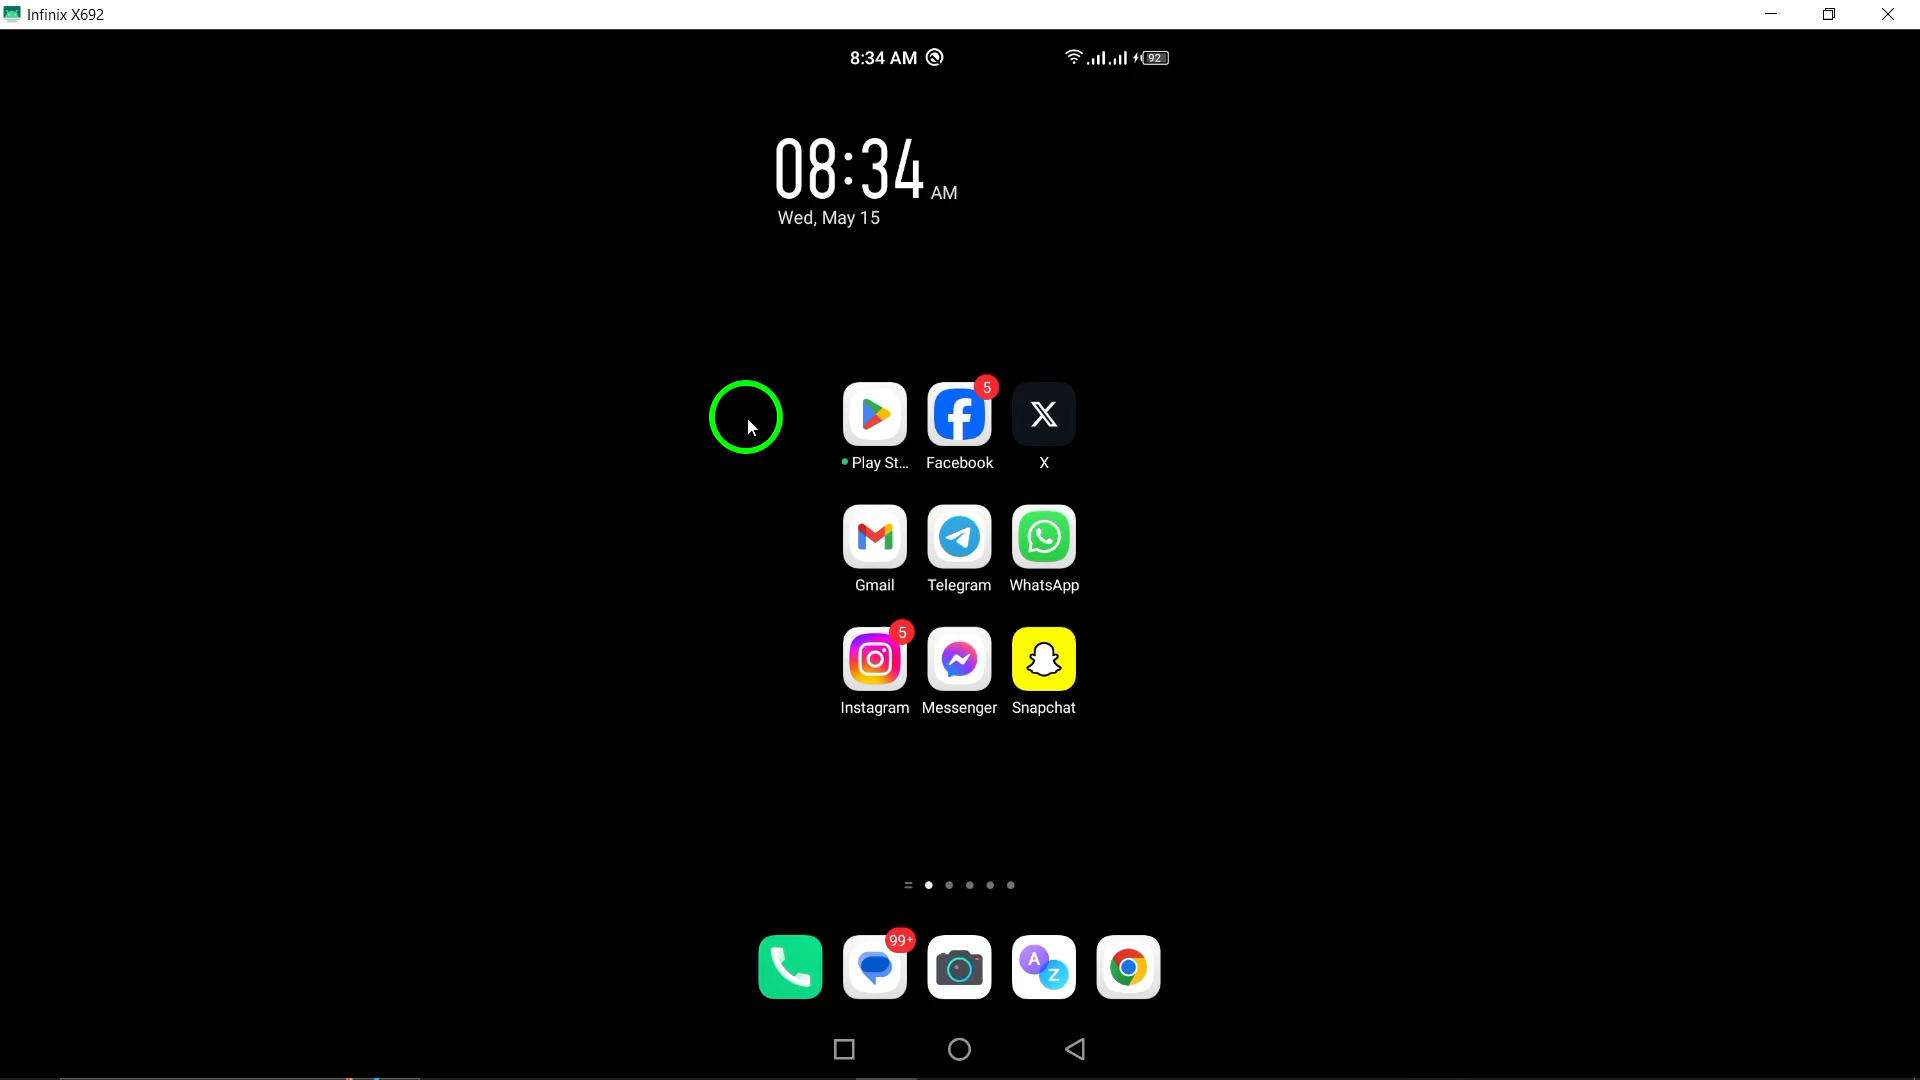 Infinix X692
8:34 AM
92
08:34 AM
Wed, May 15
5
Play St... Facebook X
Gmail Telegram WhatsApp
5
Instagram Messenger Snapchat
99+
A
Z